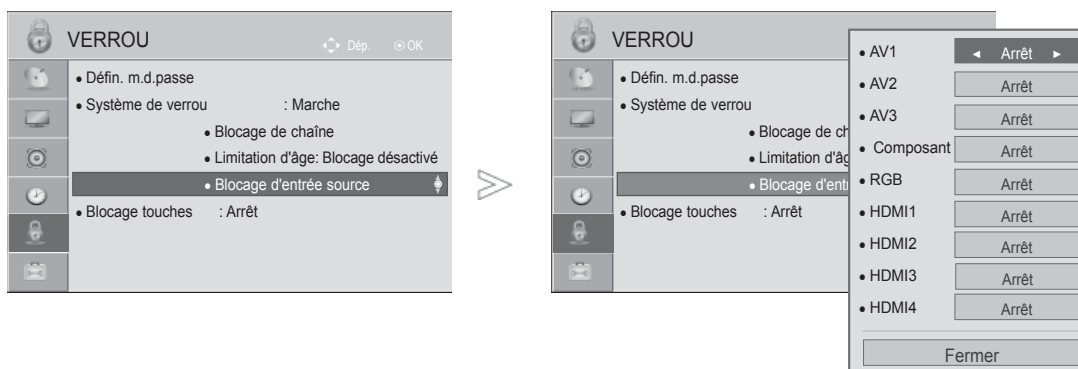 VERROU
Dép. OK
• Défin. m.d.passe
• Système de verrou : Marche
• Blocage de chaîne
• Limitation d'âge: Blocage désactivé
• Blocage d'entrée source
• Blocage touches : Arrêt
VERROU
• Défin. m.d.passe
• Système de verrou
• Blocage de ch
• Limitation d'âg
• Blocage d'entr
• Blocage touches : Arrêt
• AV1 ◄ Arrêt ►
• AV2 Arrêt
• AV3 Arrêt
• Composant Arrêt
• RGB Arrêt
• HDMI1 Arrêt
• HDMI2 Arrêt
• HDMI3 Arrêt
• HDMI4 Arrêt
Fermer